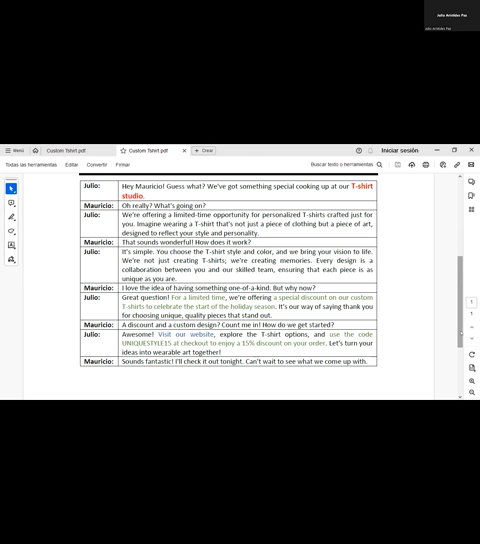 Julio Aristides Paz
Julio Aristides Paz
Menú
Custom Tshirt.pdf
Custom Tshirt.pdf
+ Crear
Iniciar sesión
Todas las herramientas Editar Convertir Firmar
Buscar texto o herramientas
Julio: Hey Mauricio! Guess what? We've got something special cooking up at our T-shirt
studio.
Mauricio: Oh really? What's going on?
Julio: We're offering a limited-time opportunity for personalized T-shirts crafted just for
you. Imagine wearing a T-shirt that's not just a piece of clothing but a piece of art,
designed to reflect your style and personality.
Mauricio: That sounds wonderful! How does it work?
Julio: It's simple. You choose the T-shirt style and color, and we bring your vision to life.
We're not just creating T-shirts; we're creating memories. Every design is a
collaboration between you and our skilled team, ensuring that each piece is as
unique as you are.
Mauricio: I love the idea of having something one-of-a-kind. But why now?
Julio: Great question! For a limited time, we're offering a special discount on our custom
T-shirts to celebrate the start of the holiday season. It's our way of saying thank you
for choosing unique, quality pieces that stand out.
Mauricio: A discount and a custom design? Count me in! How do we get started?
Julio: Awesome! Visit our website, explore the T-shirt options, and use the code
UNIQUESTYLE15 at checkout to enjoy a 15% discount on your order. Let's turn your
ideas into wearable art together!
Mauricio: Sounds fantastic! I'll check it out tonight. Can't wait to see what we come up with.
1
1